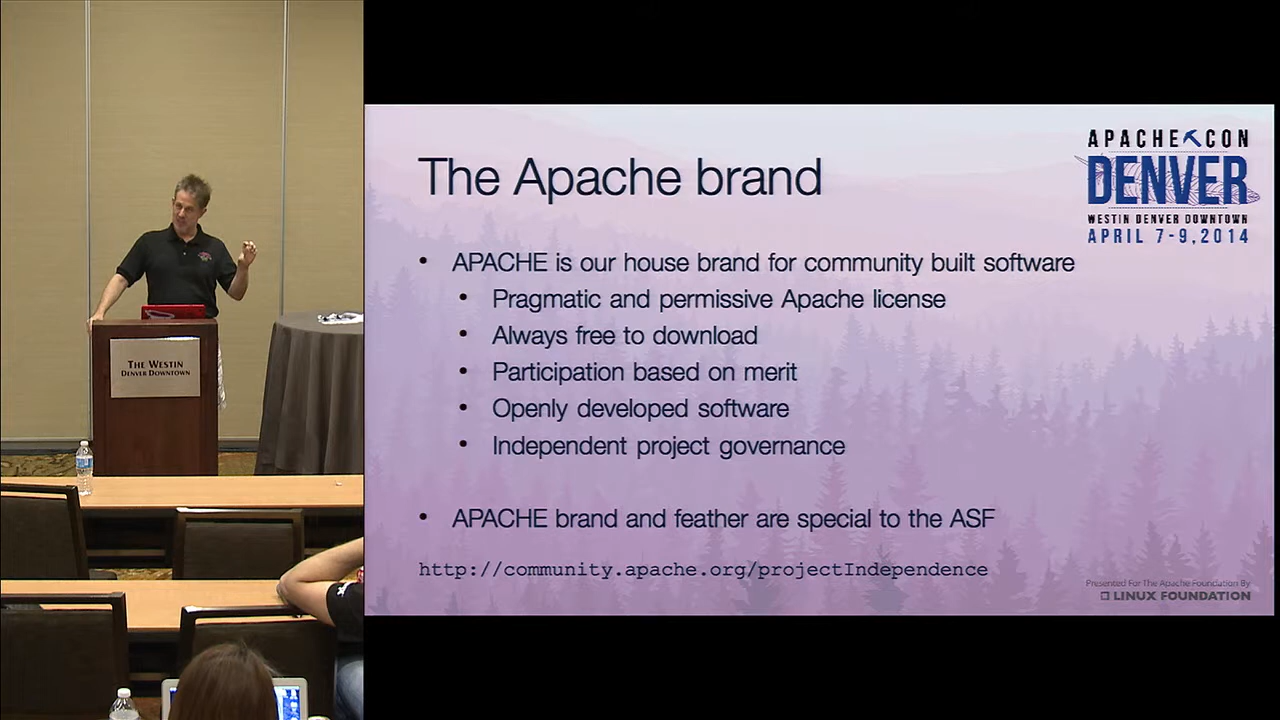 The Apache brand
APACHE CON
DENVER
WESTIN DENVER DOWNTOWN
APRIL 7-9, 2014
• APACHE is our house brand for community built software
• Pragmatic and permissive Apache license
• Always free to download
• Participation based on merit
• Openly developed software
• Independent project governance
• APACHE brand and feather are special to the ASF
http://community.apache.org/projectIndependence
Presented For The Apache Foundation By
LINUX FOUNDATION
THE WESTIN
DENVER DOWNTOWN